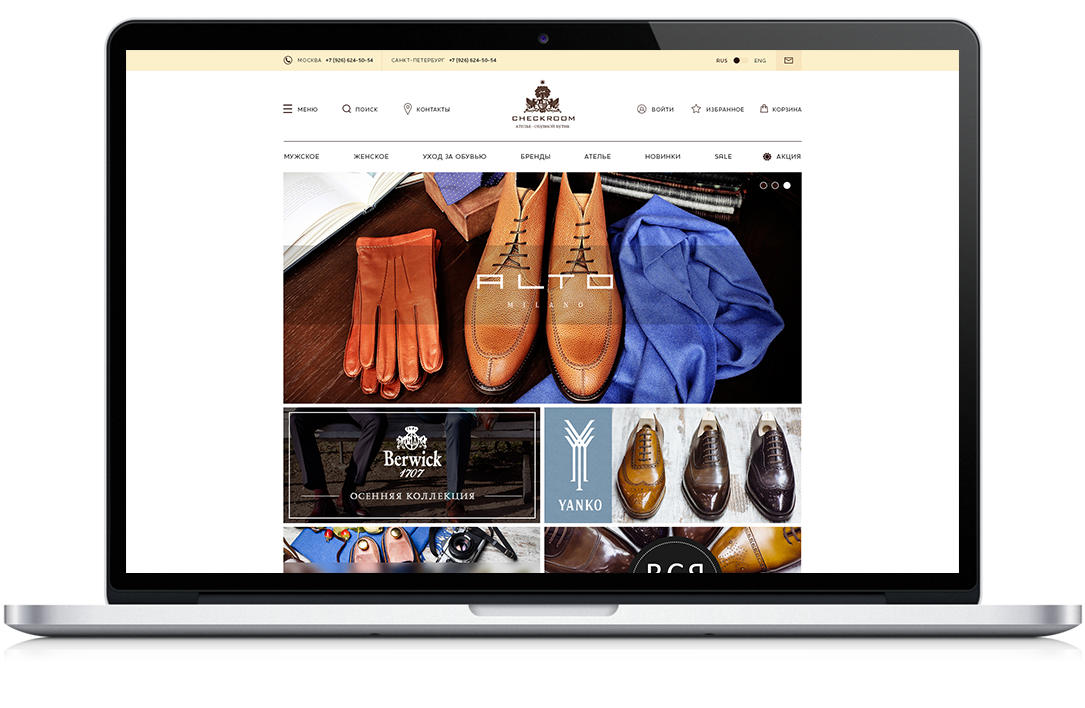 МОСКВА +7 (926) 624-50-54 САНКТ-ПЕТЕРБУРГ +7 (926) 624-50-54 RUS ENG
МЕНЮ ПОИСК КОНТАКТЫ
CHECKROOM
АТЕЛЬЕ - ОБУВНОЙ БУТИК
ВОЙТИ ИЗБРАННОЕ КОРЗИНА
МУЖСКОЕ ЖЕНСКОЕ УХОД ЗА ОБУВЬЮ БРЕНДЫ АТЕЛЬЕ НОВИНКИ SALE АКЦИЯ
ALTO
MILANO
Berwick
1707
ОСЕННЯЯ КОЛЛЕКЦИЯ
YANKO
ВСЯ